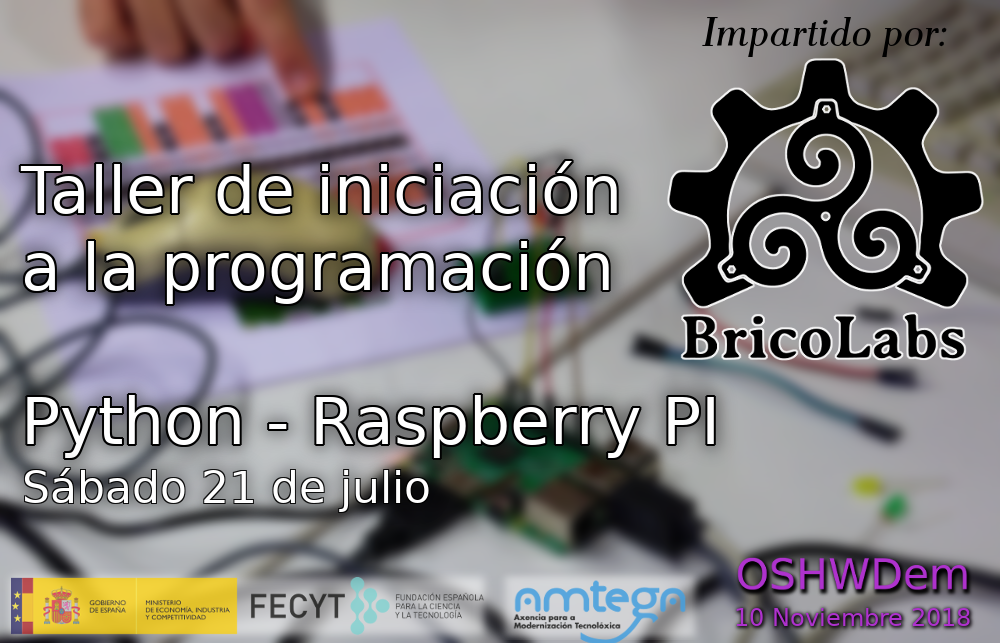 Impartido por:
BricoLabs
Taller de iniciación
a la programación
Python - Raspberry PI
Sábado 21 de julio
GOBIERNO
DE ESPAÑA
MINISTERIO
DE ECONOMÍA, INDUSTRIA
Y COMPETITIVIDAD
FECYT
FUNDACIÓN ESPAÑOLA
PARA LA CIENCIA
Y LA TECNOLOGÍA
amtega
Axencia para a
Modernización Tecnolóxica
OSHWDem
10 Noviembre 2018